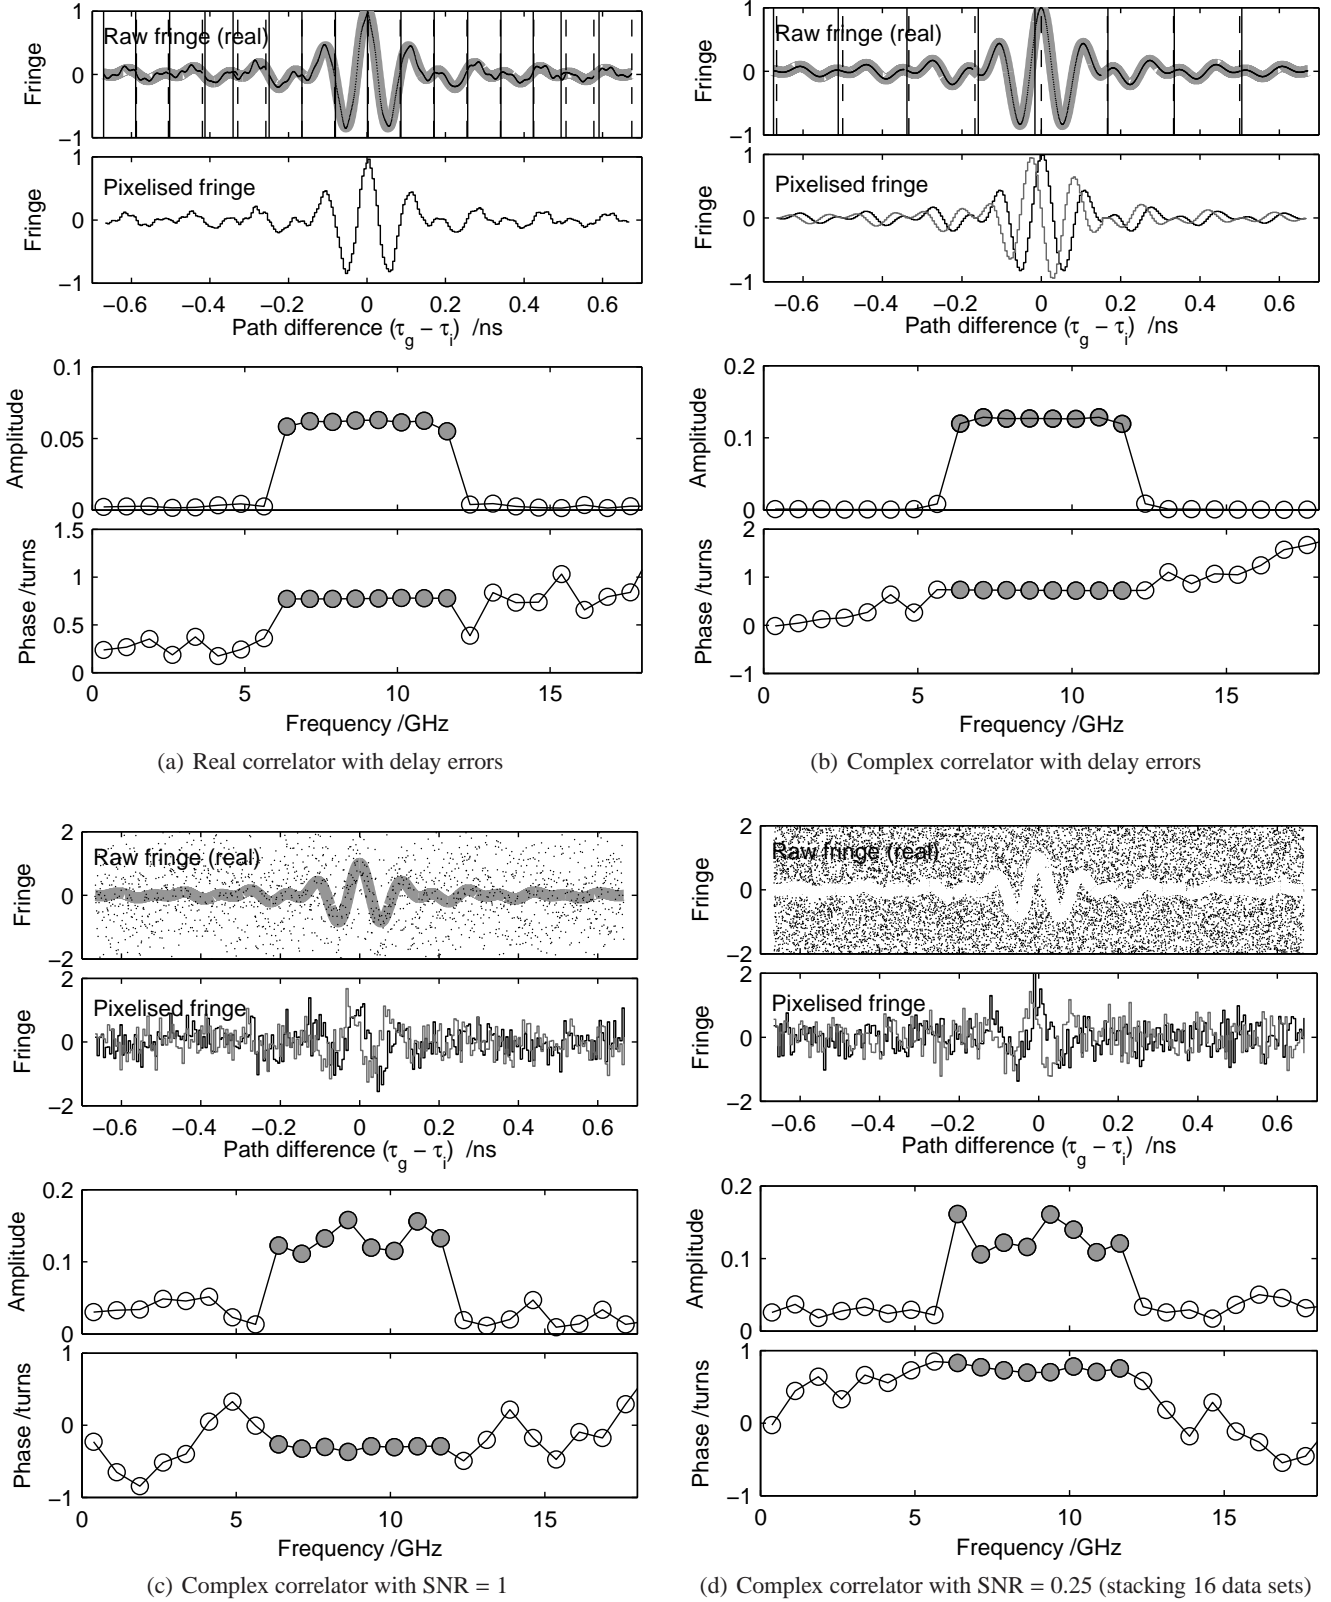 1
Raw fringe (real)
Fringe
0
−1
1
Pixelised fringe
Fringe
0
−1
−0.6 −0.4 −0.2 0 0.2 0.4 0.6
Path difference (τg − τi) /ns
0.1
Amplitude
0.05
0
1.5
Phase /turns
1
0.5
0
0 5 10 15
Frequency /GHz
(a) Real correlator with delay errors
1
Raw fringe (real)
Fringe
0
−1
1
Pixelised fringe
Fringe
0
−1
−0.6 −0.4 −0.2 0 0.2 0.4 0.6
Path difference (τg − τi) /ns
0.2
Amplitude
0.1
0
2
Phase /turns
1
0
−1
0 5 10 15
Frequency /GHz
(b) Complex correlator with delay errors
2
Raw fringe (real)
Fringe
0
−2
2
Pixelised fringe
Fringe
0
−2
−0.6 −0.4 −0.2 0 0.2 0.4 0.6
Path difference (τg − τi) /ns
0.2
Amplitude
0.1
0
1
Phase /turns
0
−1
0 5 10 15
Frequency /GHz
(c) Complex correlator with SNR = 1
2
Raw fringe (real)
Fringe
0
−2
2
Pixelised fringe
Fringe
0
−2
−0.6 −0.4 −0.2 0 0.2 0.4 0.6
Path difference (τg − τi) /ns
0.2
Amplitude
0.1
0
1
Phase /turns
0
−1
0 5 10 15
Frequency /GHz
(d) Complex correlator with SNR = 0.25 (stacking 16 data sets)